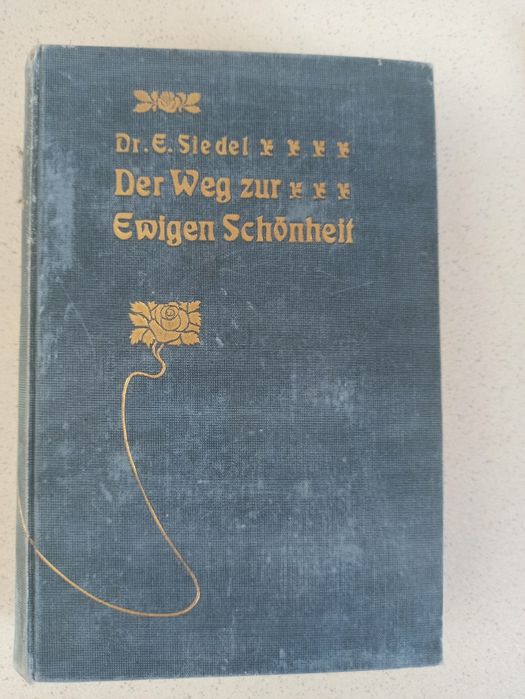 Dr. E. Siedel
Der Weg zur
Ewigen Schönheit